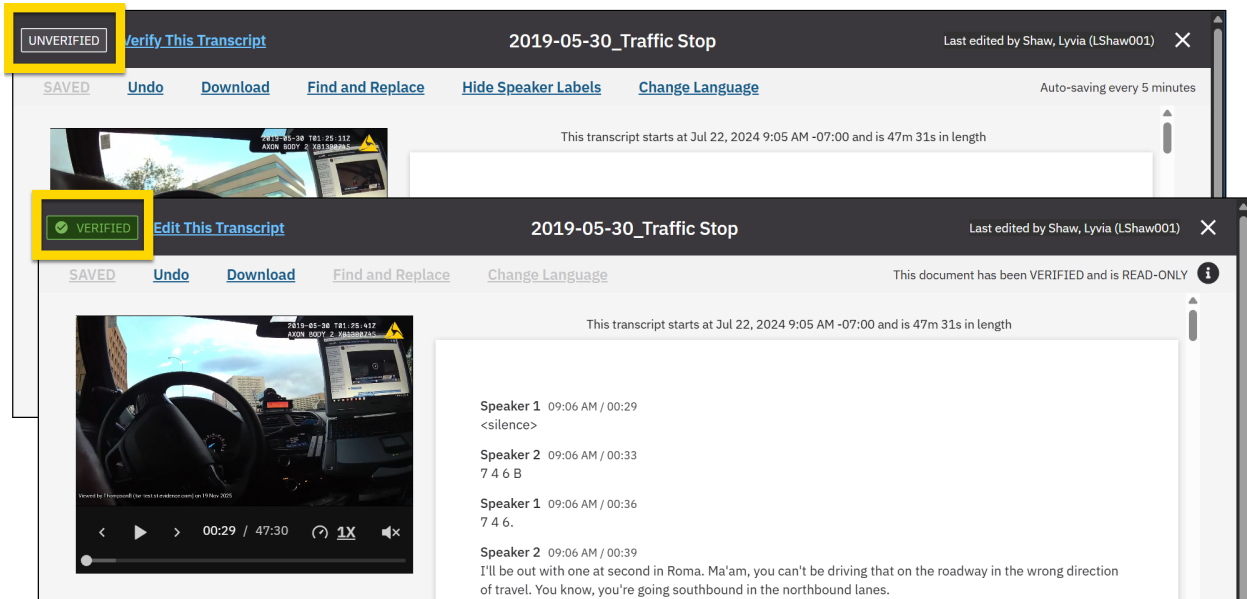 UNVERIFIED Verify This Transcript 2019-05-30_Traffic Stop Last edited by Shaw, Lyvia (LShaw001)
SAVED Undo Download Find and Replace Hide Speaker Labels Change Language Auto-saving every 5 minutes
2019-05-30 T01:25:11Z
AXON BODY 2 X81380745
This transcript starts at Jul 22, 2024 9:05 AM -07:00 and is 47m 31s in length
VERIFIED Edit This Transcript 2019-05-30_Traffic Stop Last edited by Shaw, Lyvia (LShaw001)
SAVED Undo Download Find and Replace Change Language This document has been VERIFIED and is READ-ONLY
2019-05-30 T01:25:41Z
AXON BODY 2 X81380745
This transcript starts at Jul 22, 2024 9:05 AM -07:00 and is 47m 31s in length
Viewed by on 19 Nov 2025
00:29 / 47:30 1X
Speaker 1 09:06 AM / 00:29
<silence>
Speaker 2 09:06 AM / 00:33
7 4 6 B
Speaker 1 09:06 AM / 00:36
7 4 6.
Speaker 2 09:06 AM / 00:39
I'll be out with one at second in Roma. Ma'am, you can't be driving that on the roadway in the wrong direction
of travel. You know, you're going southbound in the northbound lanes.